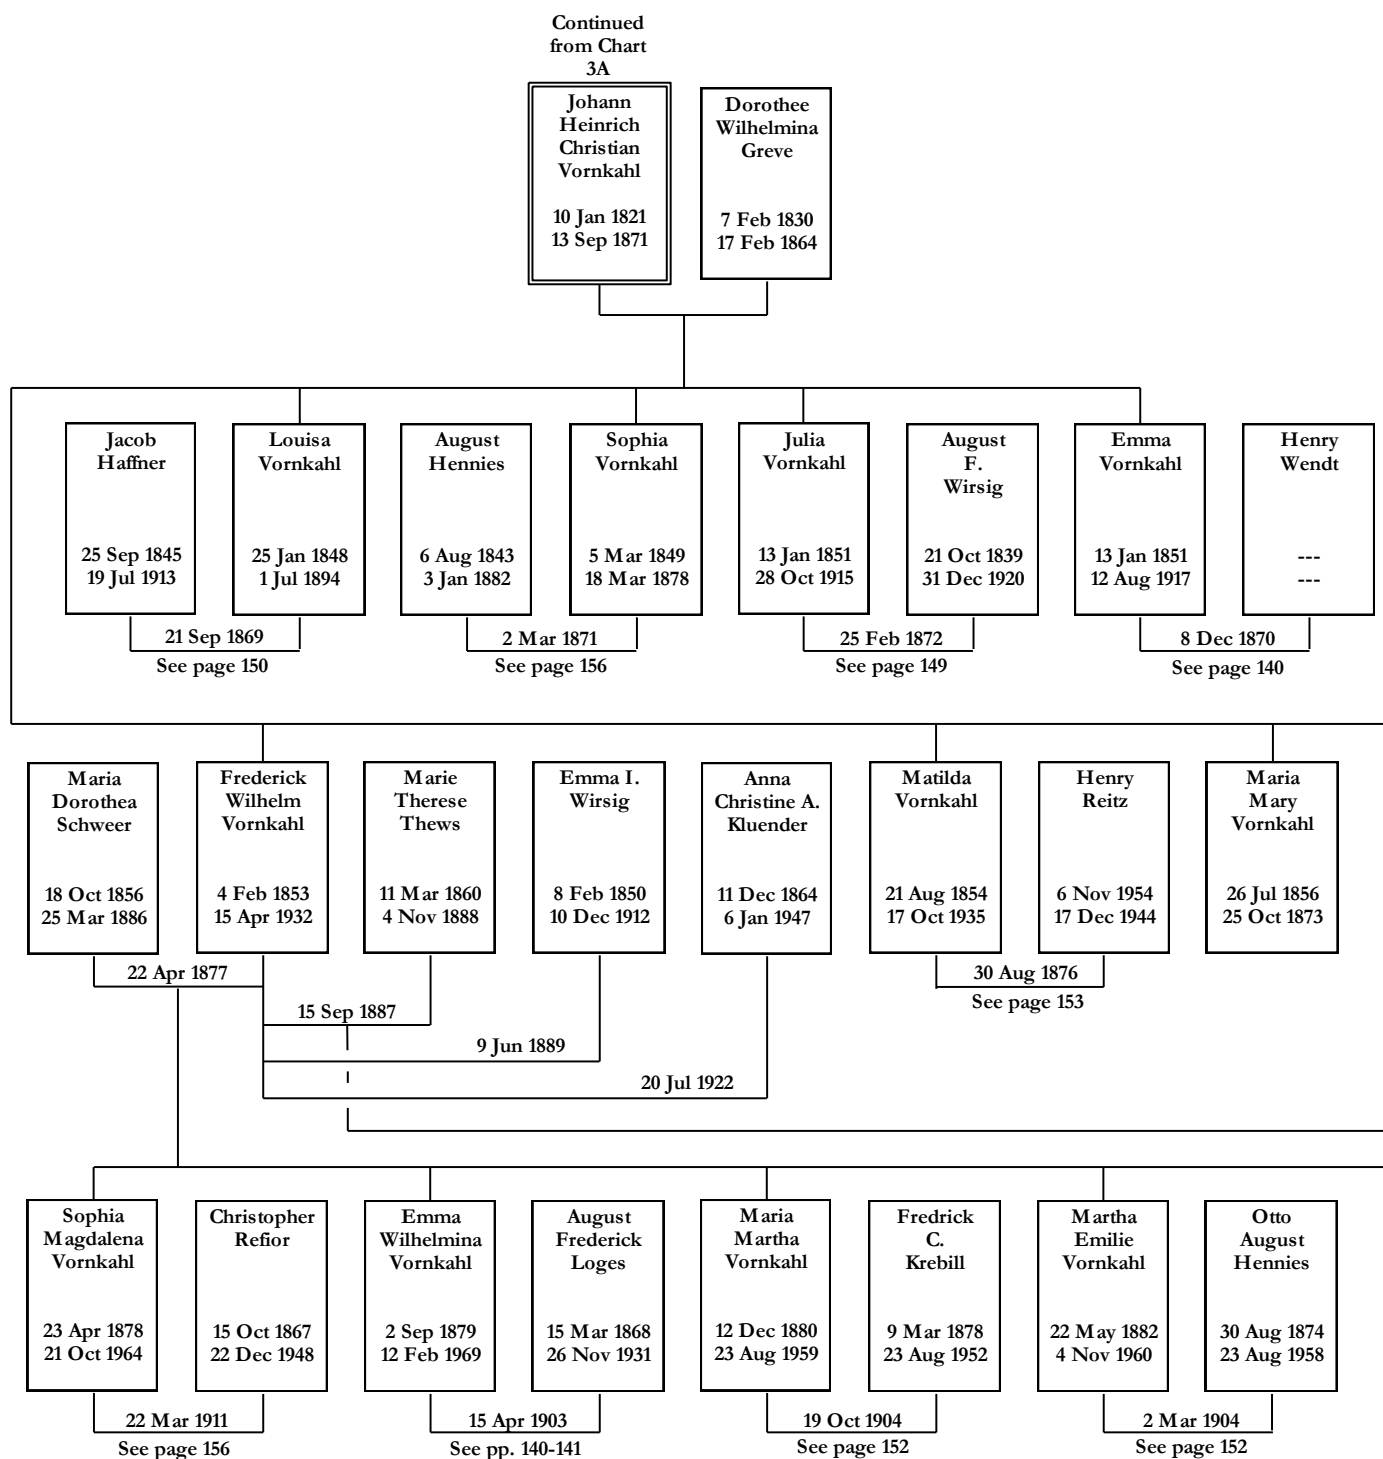 Continued
from Chart
3A
Johann
Heinrich
Christian
Vornkahl
10 Jan 1821
13 Sep 1871
Dorothee
Wilhelmina
Greve
7 Feb 1830
17 Feb 1864
Jacob
Haffner
25 Sep 1845
19 Jul 1913
Louisa
Vornkahl
25 Jan 1848
1 Jul 1894
August
Hennies
6 Aug 1843
3 Jan 1882
Sophia
Vornkahl
5 Mar 1849
18 Mar 1878
Julia
Vornkahl
13 Jan 1851
28 Oct 1915
August
F.
Wirsig
21 Oct 1839
31 Dec 1920
Emma
Vornkahl
13 Jan 1851
12 Aug 1917
Henry
Wendt
---
---
21 Sep 1869
See page 150
2 Mar 1871
See page 156
25 Feb 1872
See page 149
8 Dec 1870
See page 140
Maria
Dorothea
Schweer
18 Oct 1856
25 Mar 1886
Frederick
Wilhelm
Vornkahl
4 Feb 1853
15 Apr 1932
Marie
Therese
Thews
11 Mar 1860
4 Nov 1888
Emma I.
Wirsig
8 Feb 1850
10 Dec 1912
Anna
Christine A.
Kluender
11 Dec 1864
6 Jan 1947
Matilda
Vornkahl
21 Aug 1854
17 Oct 1935
Henry
Reitz
6 Nov 1954
17 Dec 1944
Maria
Mary
Vornkahl
26 Jul 1856
25 Oct 1873
22 Apr 1877
15 Sep 1887
9 Jun 1889
20 Jul 1922
30 Aug 1876
See page 153
Sophia
Magdalena
Vornkahl
23 Apr 1878
21 Oct 1964
Christopher
Refior
15 Oct 1867
22 Dec 1948
Emma
Wilhelmina
Vornkahl
2 Sep 1879
12 Feb 1969
August
Frederick
Loges
15 Mar 1868
26 Nov 1931
Maria
Martha
Vornkahl
12 Dec 1880
23 Aug 1959
Fredrick
C.
Krebill
9 Mar 1878
23 Aug 1952
Martha
Emilie
Vornkahl
22 May 1882
4 Nov 1960
Otto
August
Hennies
30 Aug 1874
23 Aug 1958
22 Mar 1911
See page 156
15 Apr 1903
See pp. 140-141
19 Oct 1904
See page 152
2 Mar 1904
See page 152